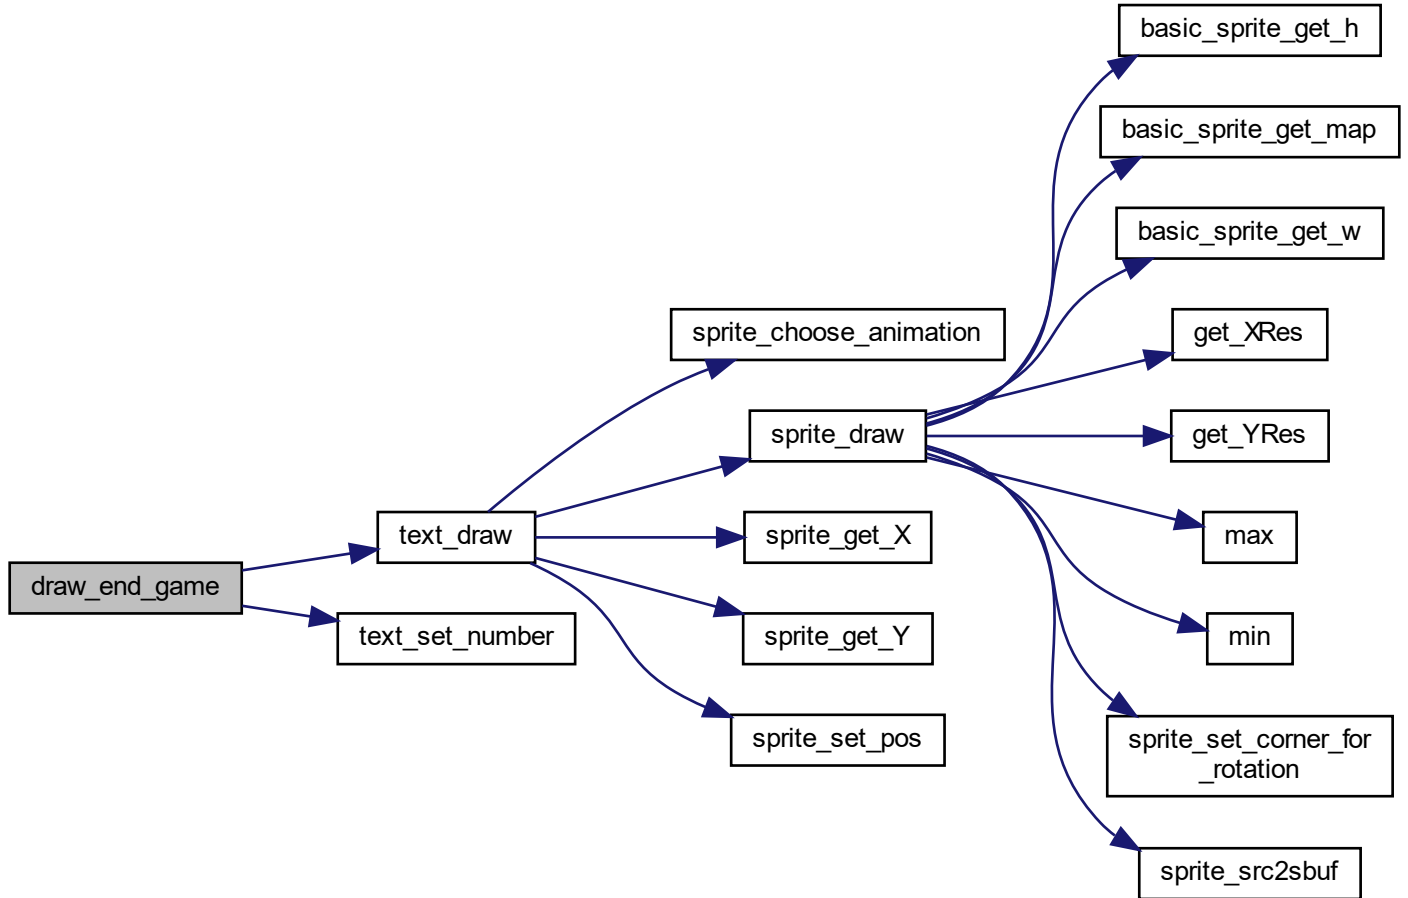 basic_sprite_get_h
basic_sprite_get_map
basic_sprite_get_w
sprite_choose_animation
get_XRes
sprite_draw
get_YRes
text_draw
sprite_get_X
max
draw_end_game
text_set_number
sprite_get_Y
min
sprite_set_pos
sprite_set_corner_for
_rotation
sprite_src2sbuf